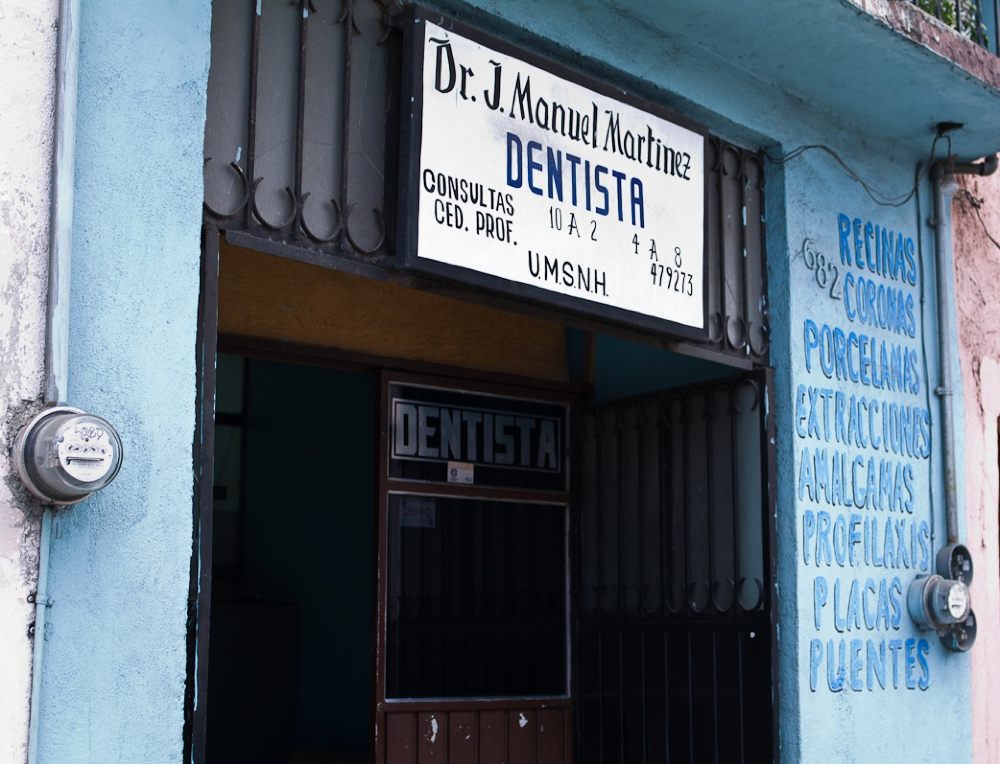 Dr. J. Manuel Martinez
DENTISTA
CONSULTAS 10 A 2 4 A 8
CED. PROF. 479273
U.M.S.N.H.
DENTISTA
2010
682
RECINAS
CORONAS
PORCELANAS
EXTRACCIONES
AMALGAMAS
PROFILAXIS
PLACAS
PUENTES